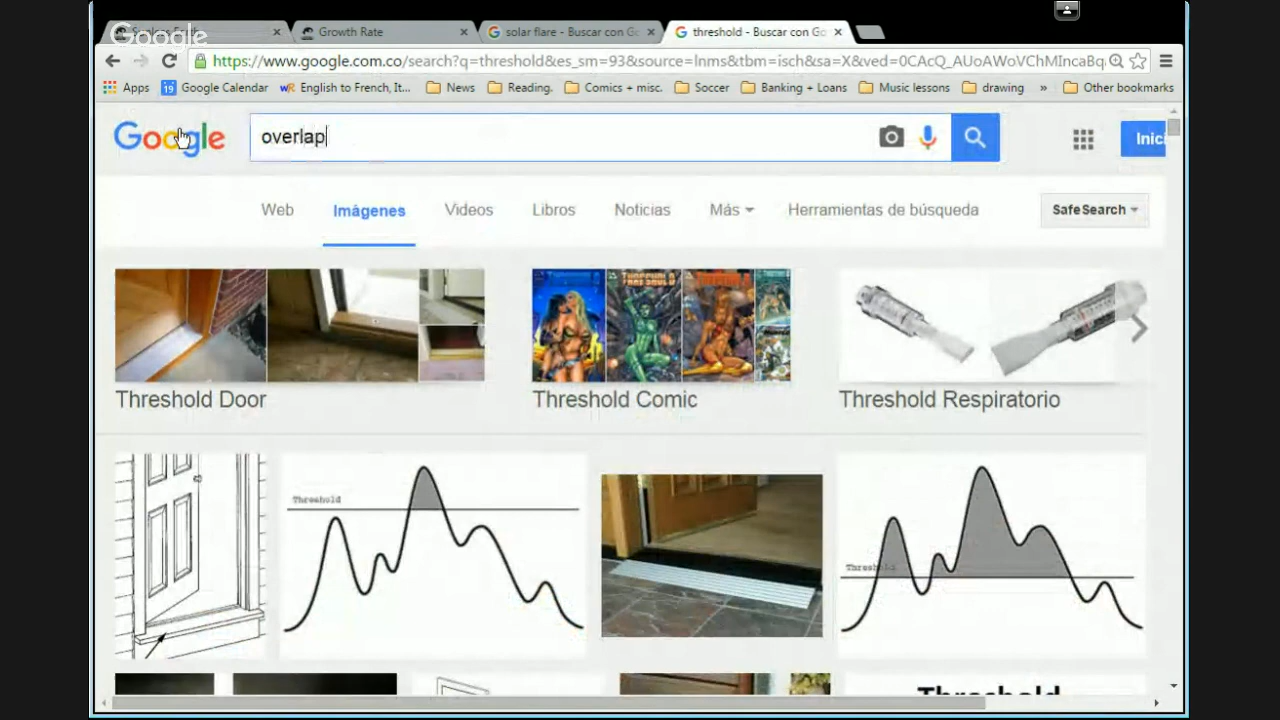 Google
Growth Rate
solar flare - Buscar con Go
threshold - Buscar con Go
https://www.google.com.co/search?q=threshold&es_sm=93&source=lnms&tbm=isch&sa=X&ved=0CAcQ_AUoAWoVChMIncaBq
Apps
19 Google Calendar
English to French, It...
News
Reading.
Comics + misc.
Soccer
Banking + Loans
Music lessons
drawing
»
Other bookmarks
Google
overlap
Inici
Web
Imágenes
Videos
Libros
Noticias
Más
Herramientas de búsqueda
SafeSearch
Threshold Door
Threshold Comic
Threshold Respiratorio
Threshold
Threshold